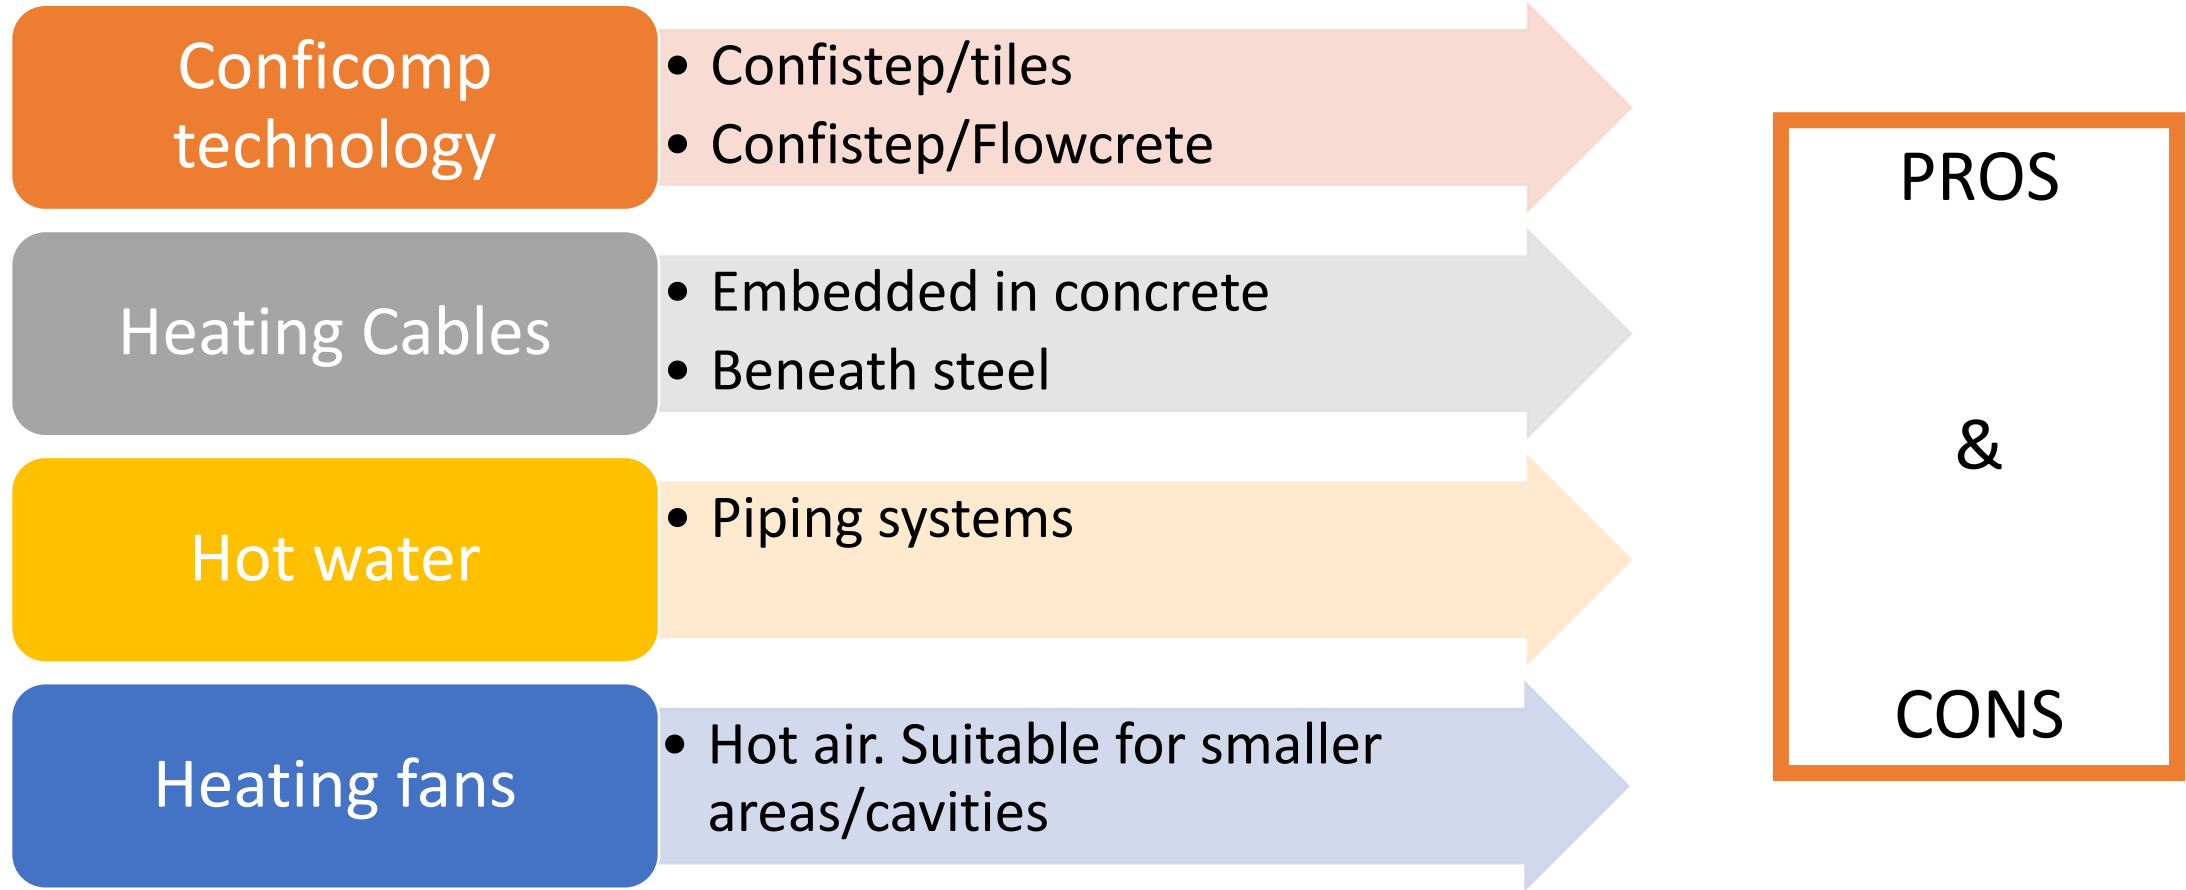 Conficomp
technology
• Confistep/tiles
• Confistep/Flowcrete
Heating Cables
• Embedded in concrete
• Beneath steel
Hot water
• Piping systems
Heating fans
• Hot air. Suitable for smaller
areas/cavities
PROS
&
CONS